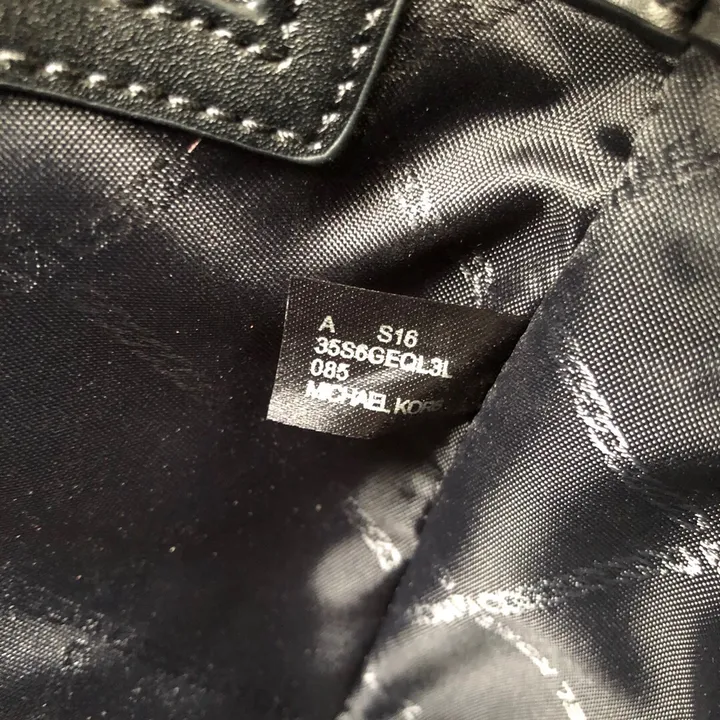 A S16
35S6GEQL3L
085
MICHAEL KORS